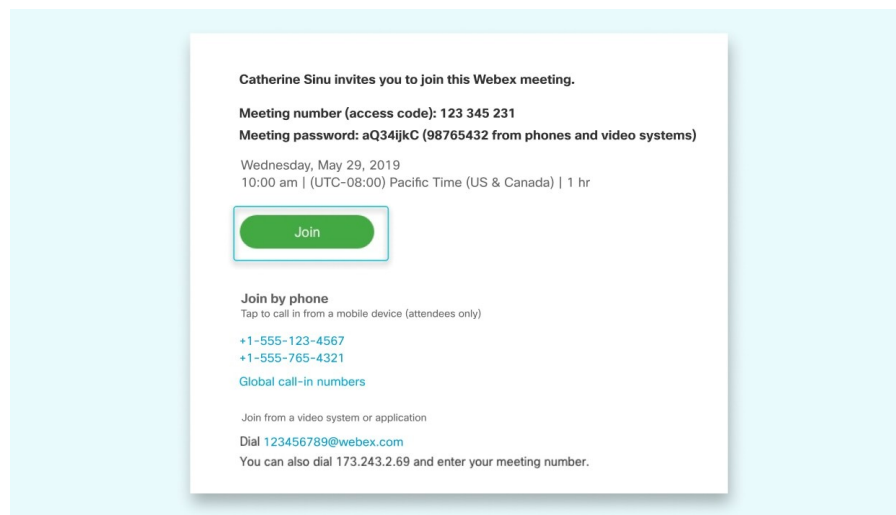 Catherine Sinu invites you to join this Webex meeting.
Meeting number (access code): 123 345 231
Meeting password: aQ34ijkC (98765432 from phones and video systems)
Wednesday, May 29, 2019
10:00 am | (UTC-08:00) Pacific Time (US & Canada) | 1 hr
Join
Join by phone
Tap to call in from a mobile device (attendees only)
+1-555-123-4567
+1-555-765-4321
Global call-in numbers
Join from a video system or application
Dial 123456789@webex.com
You can also dial 173.243.2.69 and enter your meeting number.